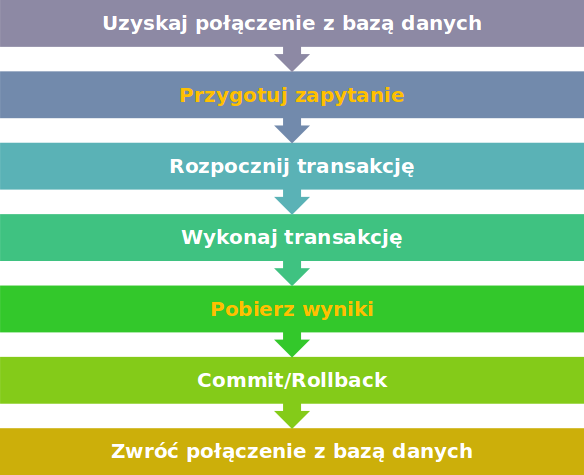 Uzyskaj połączenie z bazą danych
Przygotuj zapytanie
Rozpocznij transakcję
Wykonaj transakcję
Pobierz wyniki
Commit/Rollback
Zwróć połączenie z bazą danych